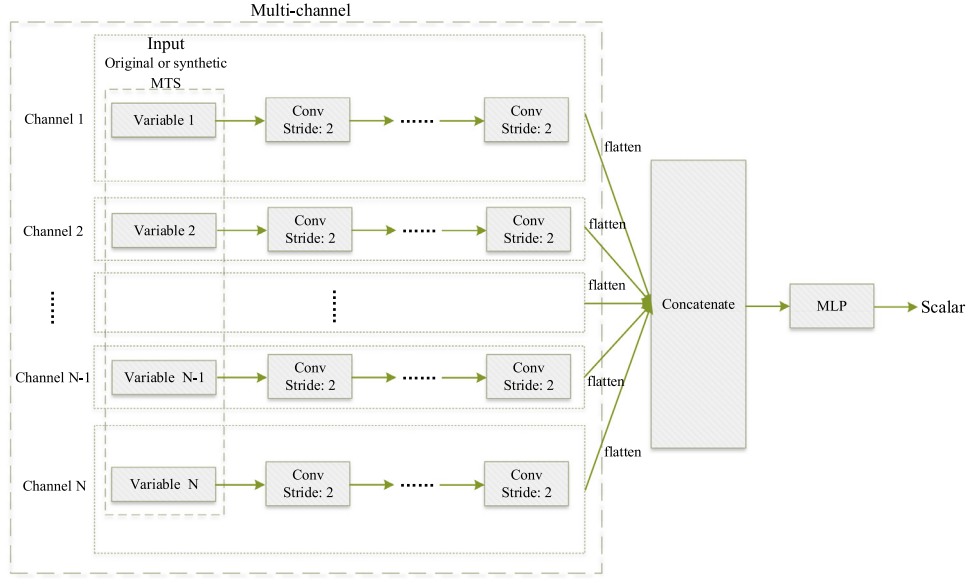 Multi-channel
Input
Original or synthetic
MTS
Channel 1
Variable 1
Conv
Stride: 2
......
Conv
Stride: 2
flatten
Channel 2
Variable 2
Conv
Stride: 2
......
Conv
Stride: 2
flatten
......
......
flatten
Concatenate
MLP
Scalar
Channel N-1
Variable N-1
Conv
Stride: 2
......
Conv
Stride: 2
flatten
Channel N
Variable N
Conv
Stride: 2
......
Conv
Stride: 2
flatten